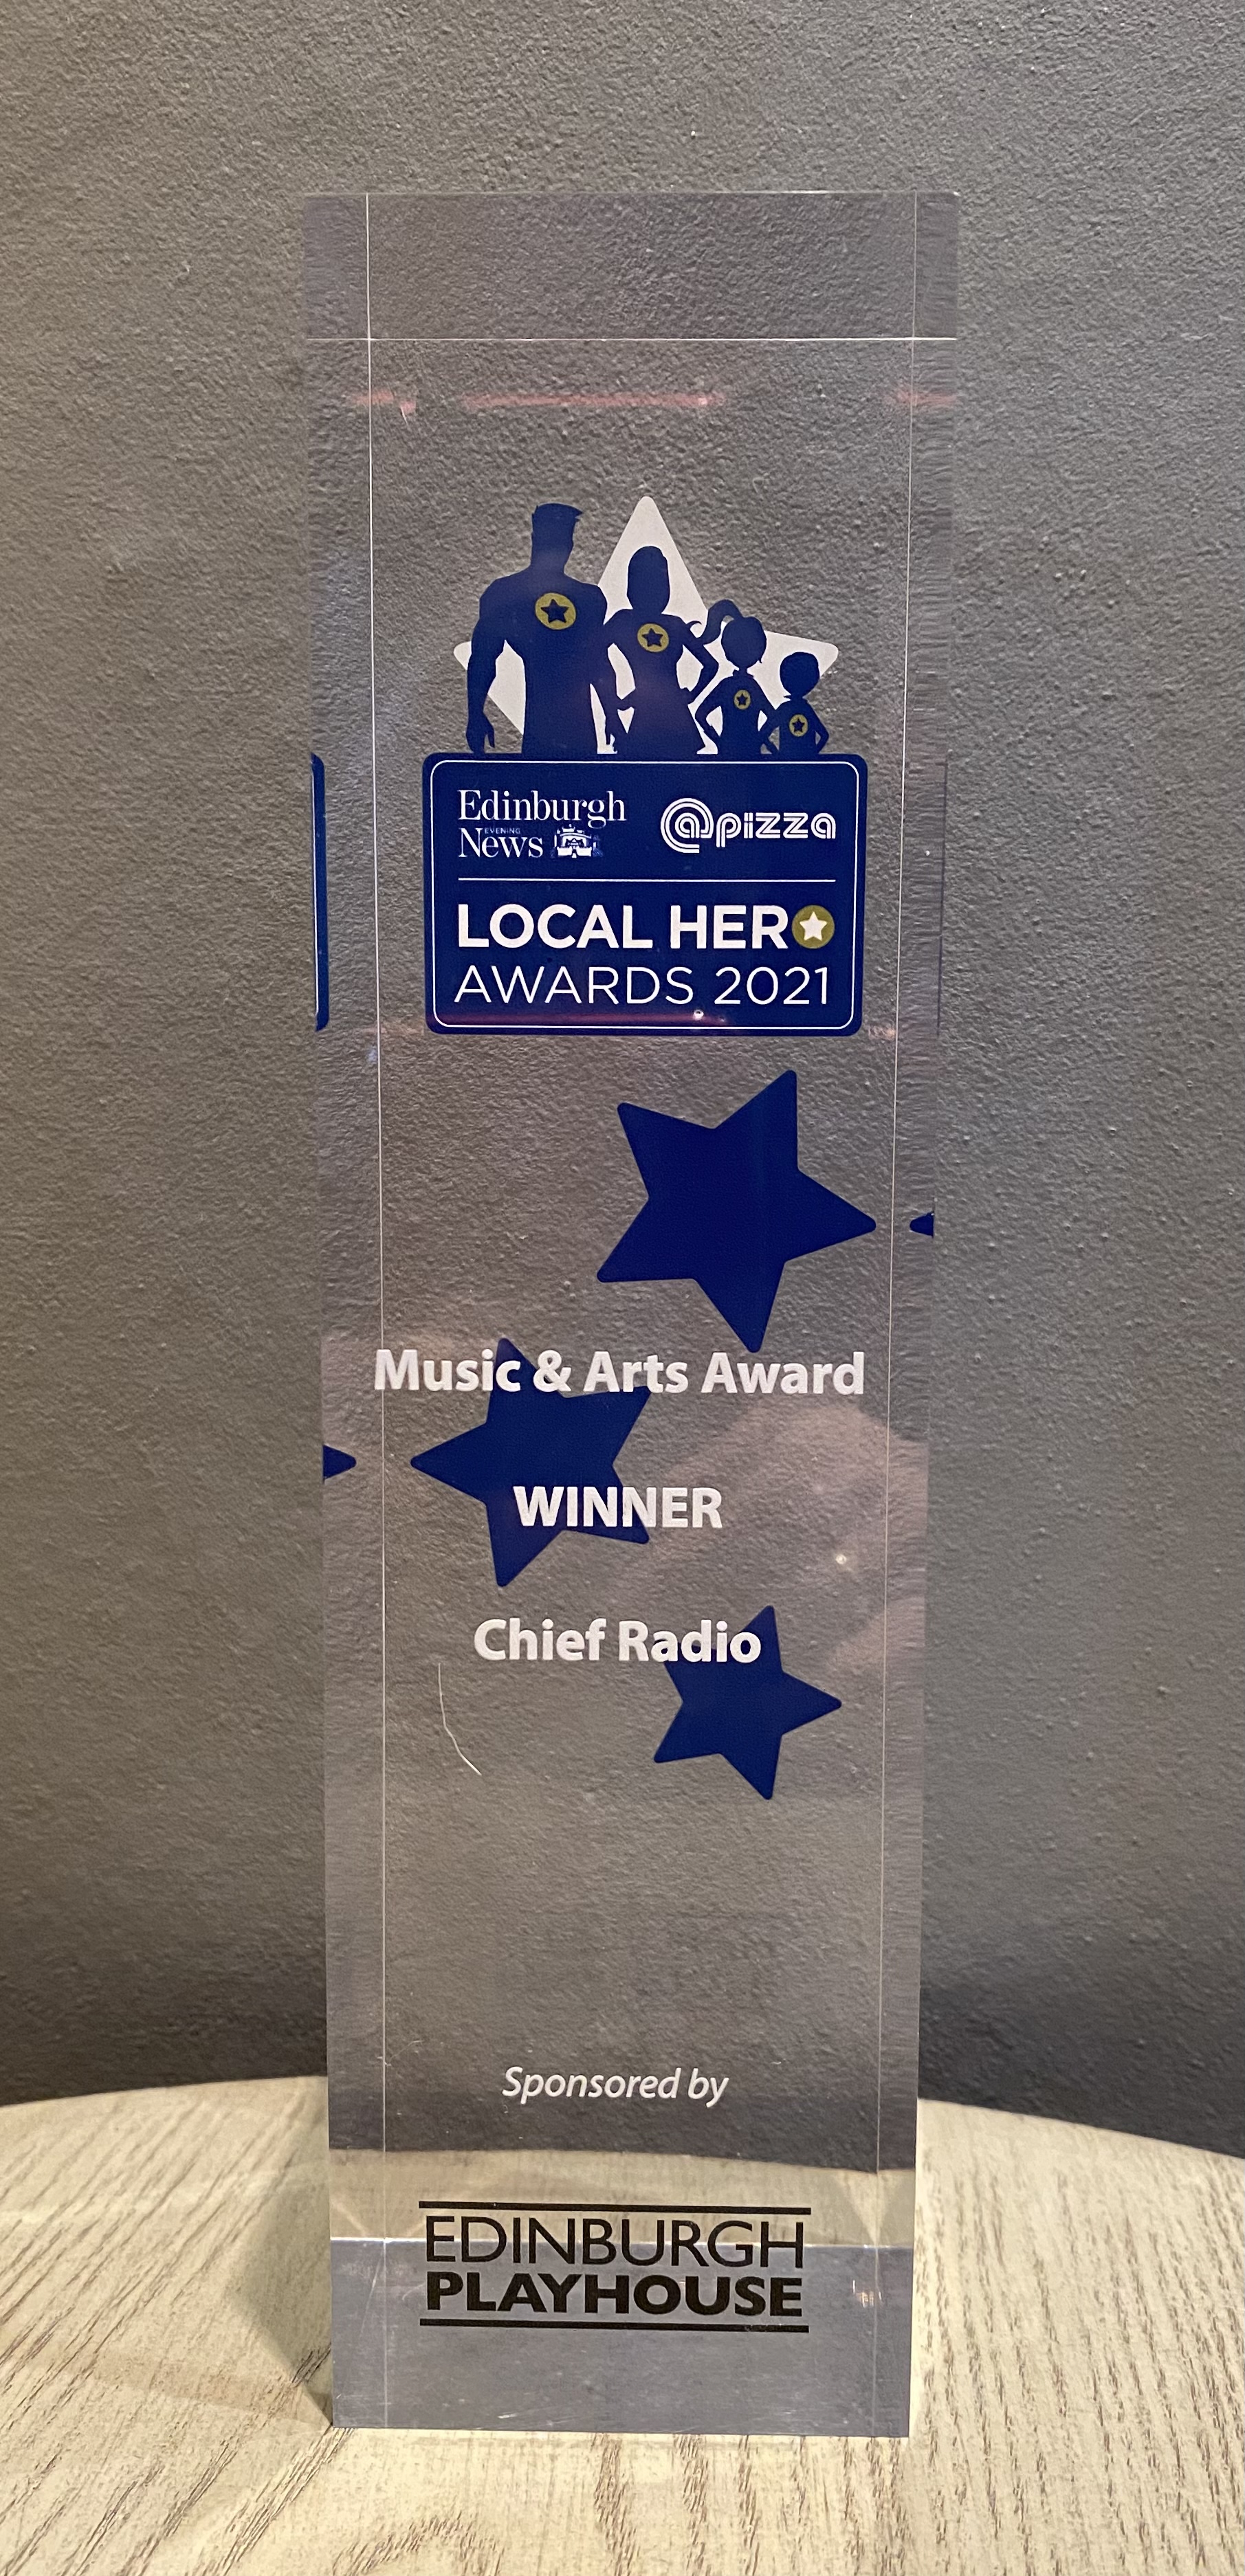 Edinburgh
EVENING
News
@pizza
LOCAL HERO
AWARDS 2021
Music & Arts Award
WINNER
Chief Radio
Sponsored by
EDINBURGH
PLAYHOUSE